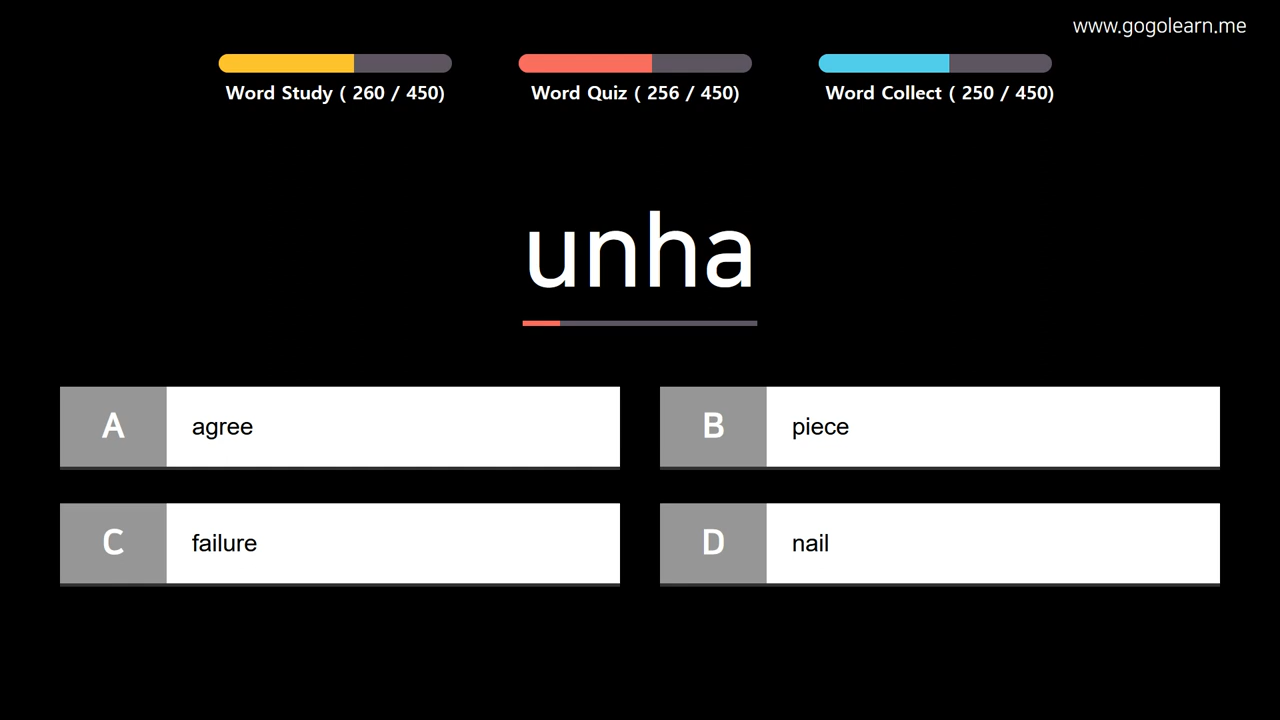 www.gogolearn.me
Word Study ( 260 / 450)
Word Quiz ( 256 / 450)
Word Collect ( 250 / 450)
unha
A agree
B piece
C failure
D nail